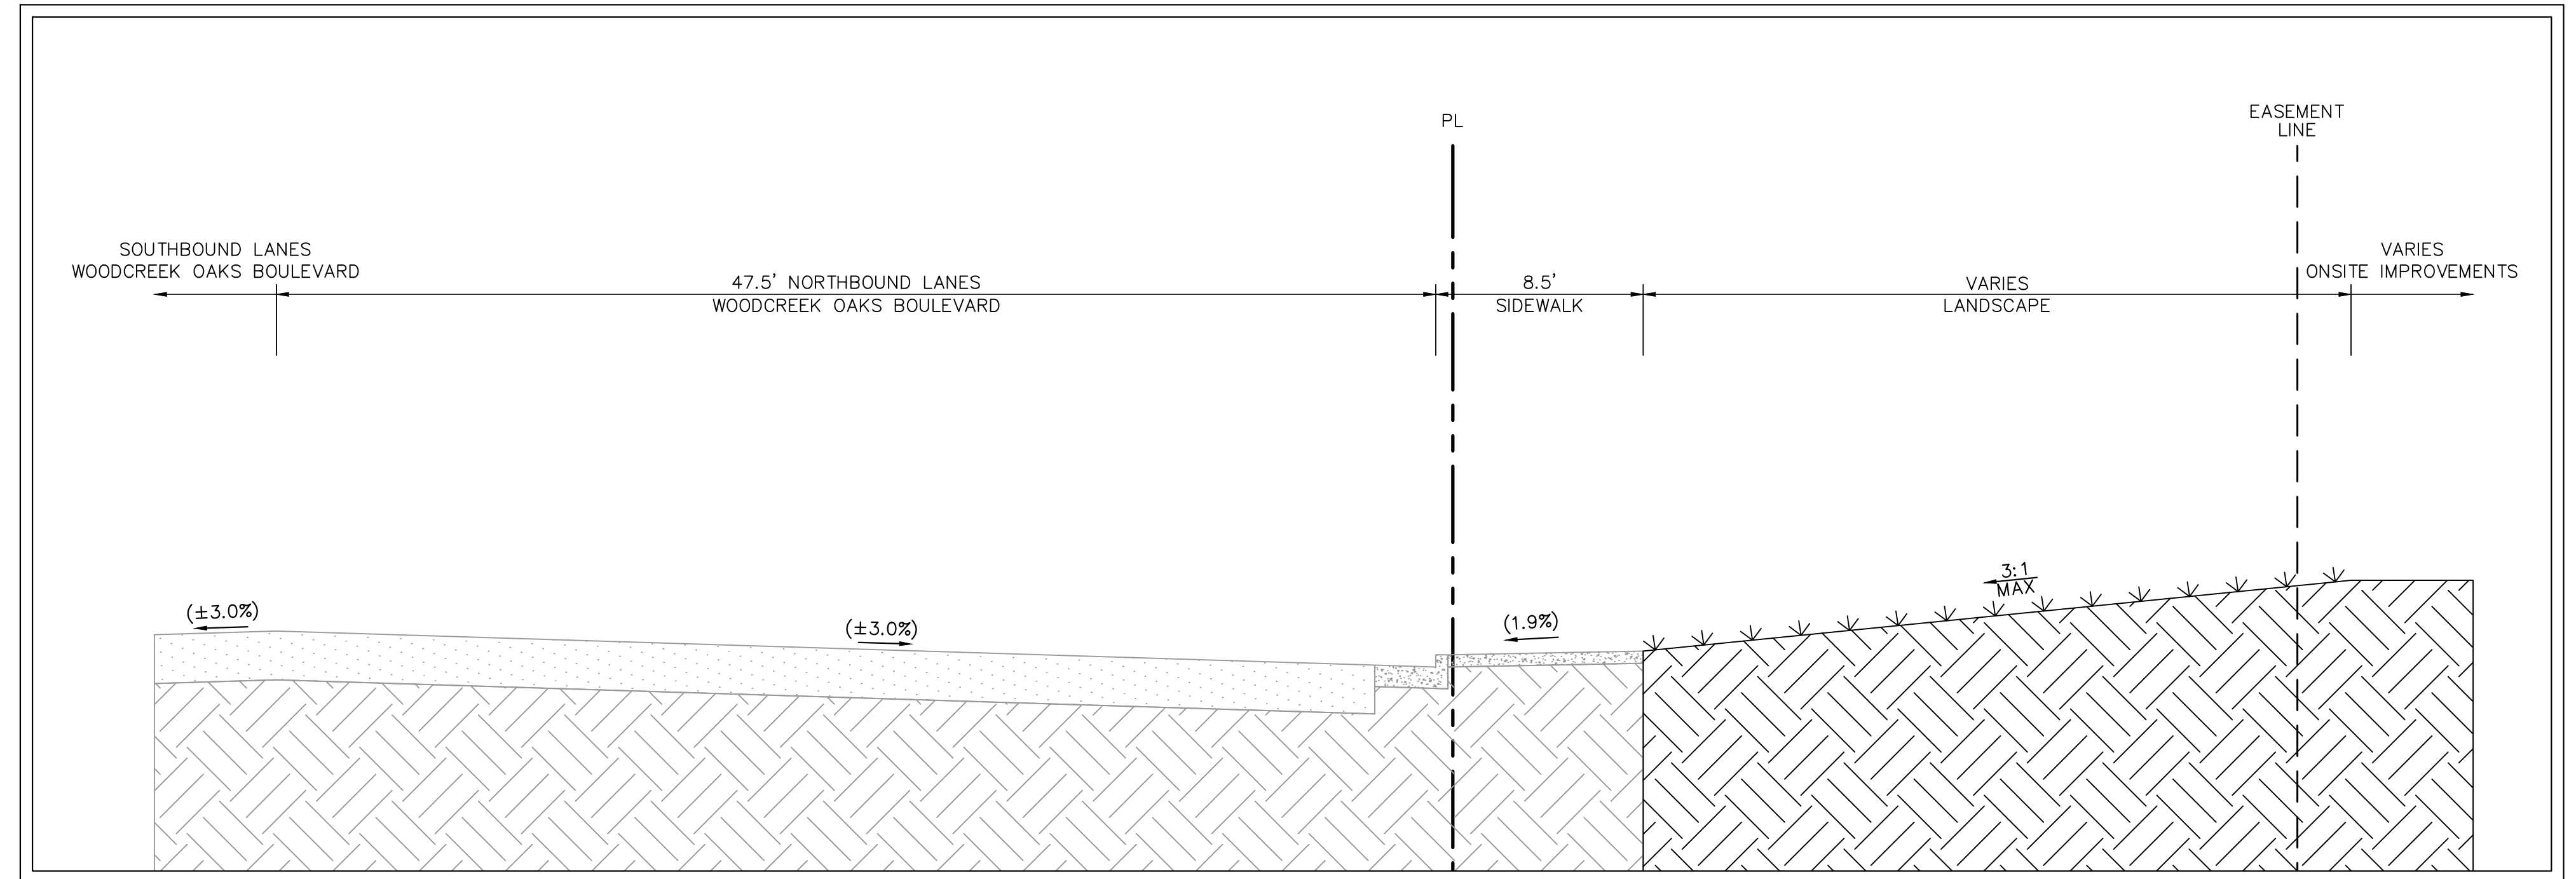 PL
EASEMENT
LINE
SOUTHBOUND LANES
WOODCREEK OAKS BOULEVARD
47.5' NORTHBOUND LANES
WOODCREEK OAKS BOULEVARD
8.5'
SIDEWALK
VARIES
LANDSCAPE
VARIES
ONSITE IMPROVEMENTS
(±3.0%)
(±3.0%)
(1.9%)
3:1
MAX